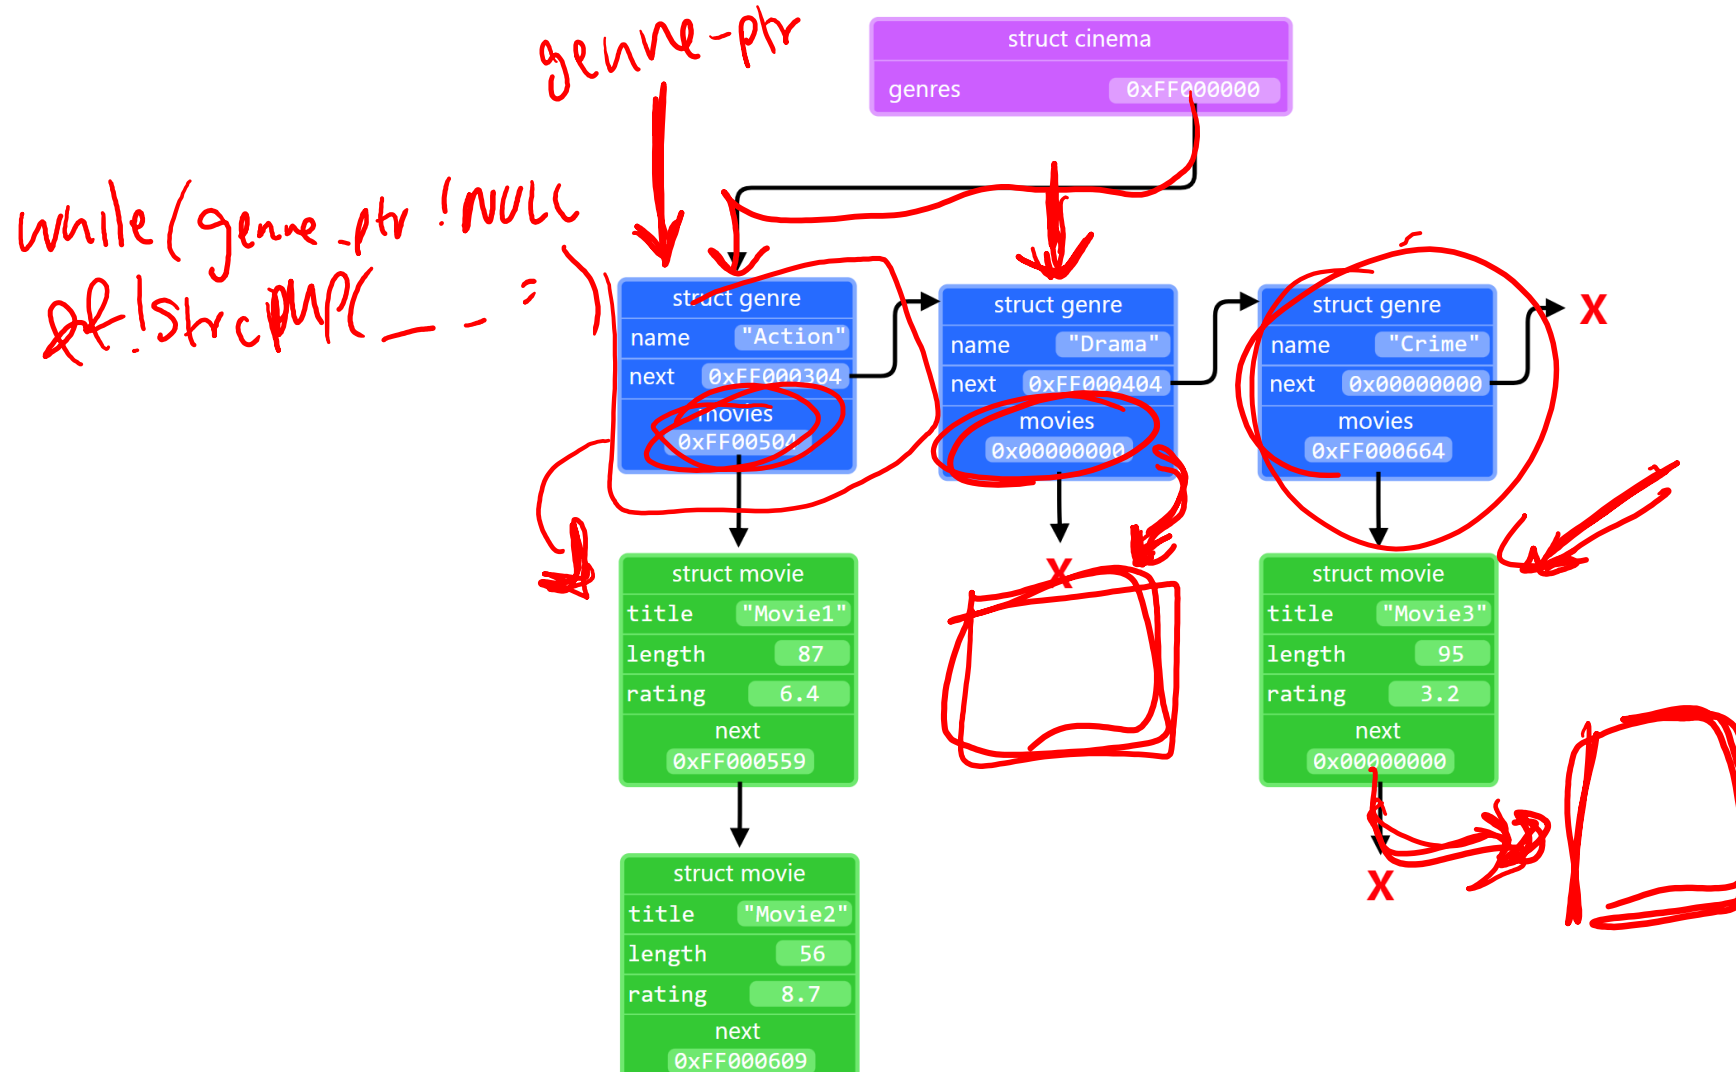 genre-ptr
struct cinema
genres 0xFF000000
while(genre_ptr !NULL
!strcmp( _ _ = )
struct genre
name "Action"
next 0xFF000304
movies
0xFF00504
struct genre
name "Drama"
next 0xFF000404
movies
0x00000000
X
struct genre
name "Crime"
next 0x00000000
movies
0xFF000664
X
struct movie
title "Movie1"
length 87
rating 6.4
next
0xFF000559
struct movie
title "Movie3"
length 95
rating 3.2
next
0x00000000
X
struct movie
title "Movie2"
length 56
rating 8.7
next
0xFF000609